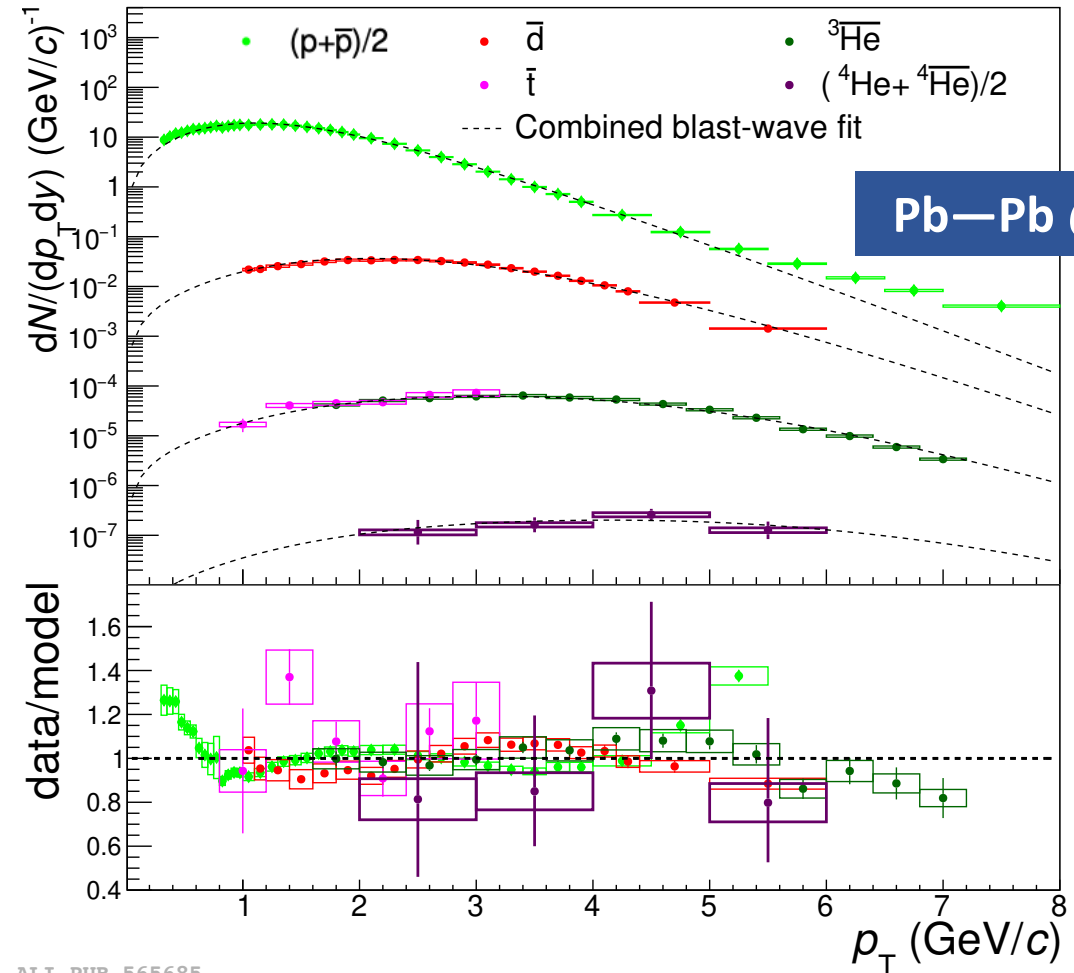 dN/(dp_T dy) (GeV/c)⁻¹
10³
10²
10
1
10⁻¹
10⁻²
10⁻³
10⁻⁴
10⁻⁵
10⁻⁶
10⁻⁷
(p+p̅)/2
d̅
³H̅e̅
t̅
(⁴He+ ⁴H̅e̅)/2
Combined blast-wave fit
Pb—Pb
data/model
1.6
1.4
1.2
1
0.8
0.6
0.4
1 2 3 4 5 6 7 8
p_T (GeV/c)